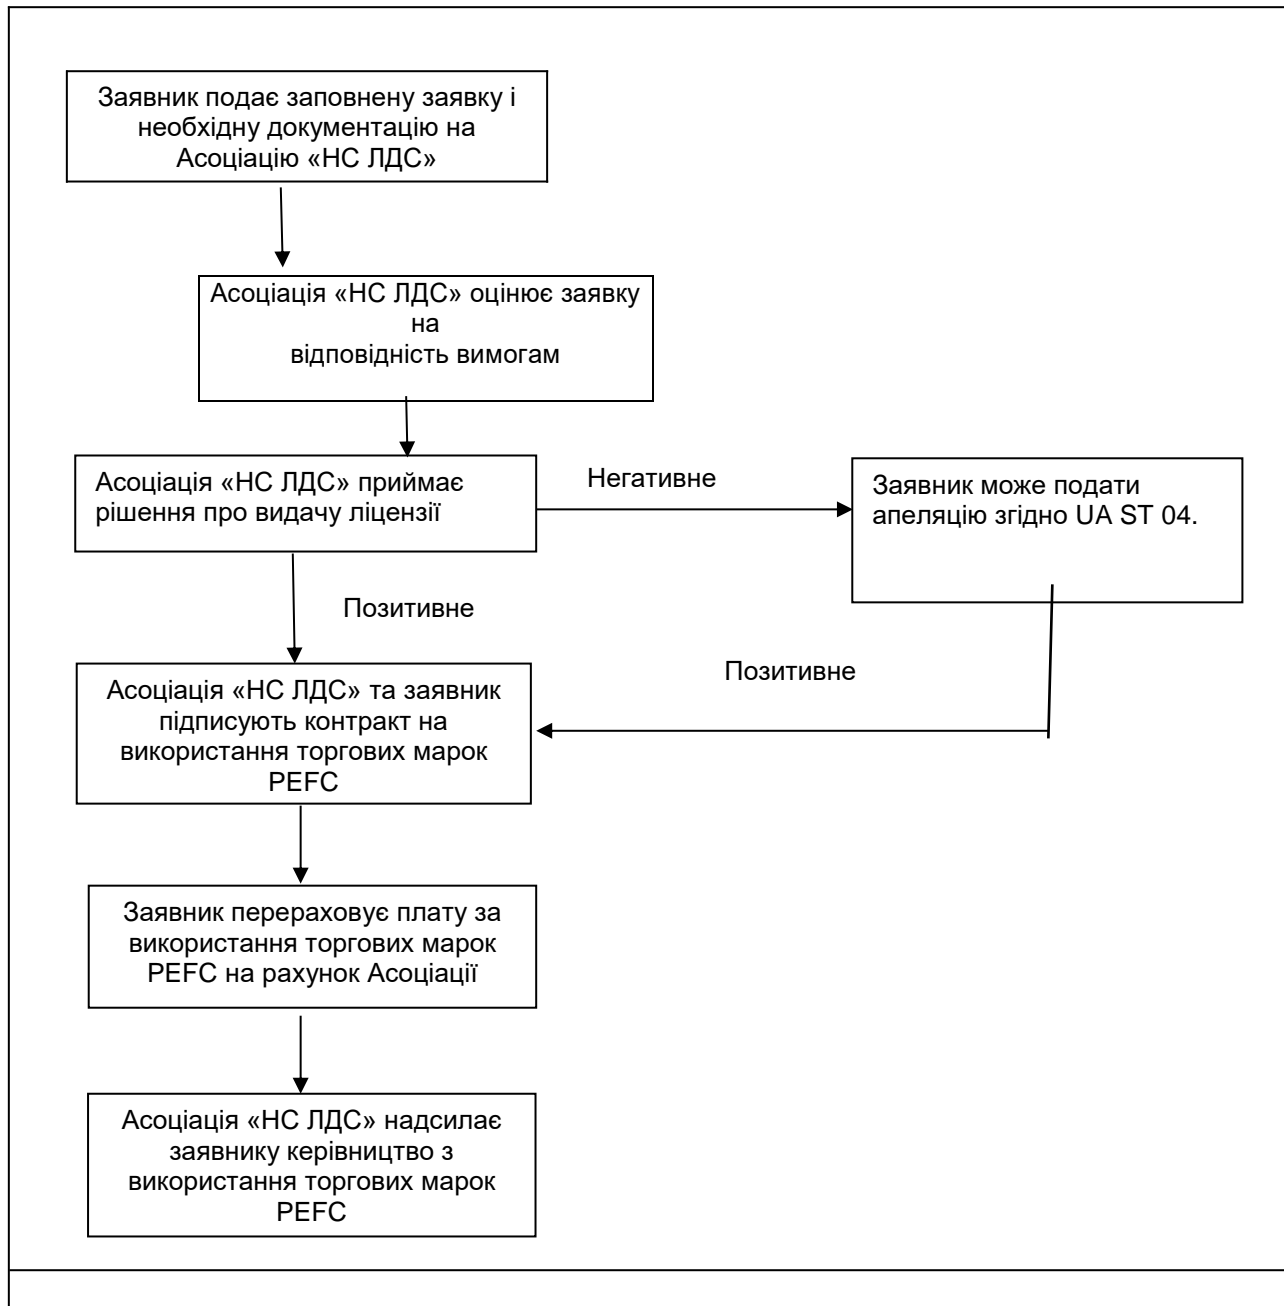 Заявник подає заповнену заявку і
необхідну документацію на
Асоціацію «НС ЛДС»
Асоціація «НС ЛДС» оцінює заявку
на
відповідність вимогам
Асоціація «НС ЛДС» приймає
рішення про видачу ліцензії
Негативне
Заявник може подати
апеляцію згідно UA ST 04.
Позитивне
Позитивне
Асоціація «НС ЛДС» та заявник
підписують контракт на
використання торгових марок
PEFC
Заявник перераховує плату за
використання торгових марок
PEFC на рахунок Асоціації
Асоціація «НС ЛДС» надсилає
заявнику керівництво з
використання торгових марок
PEFC